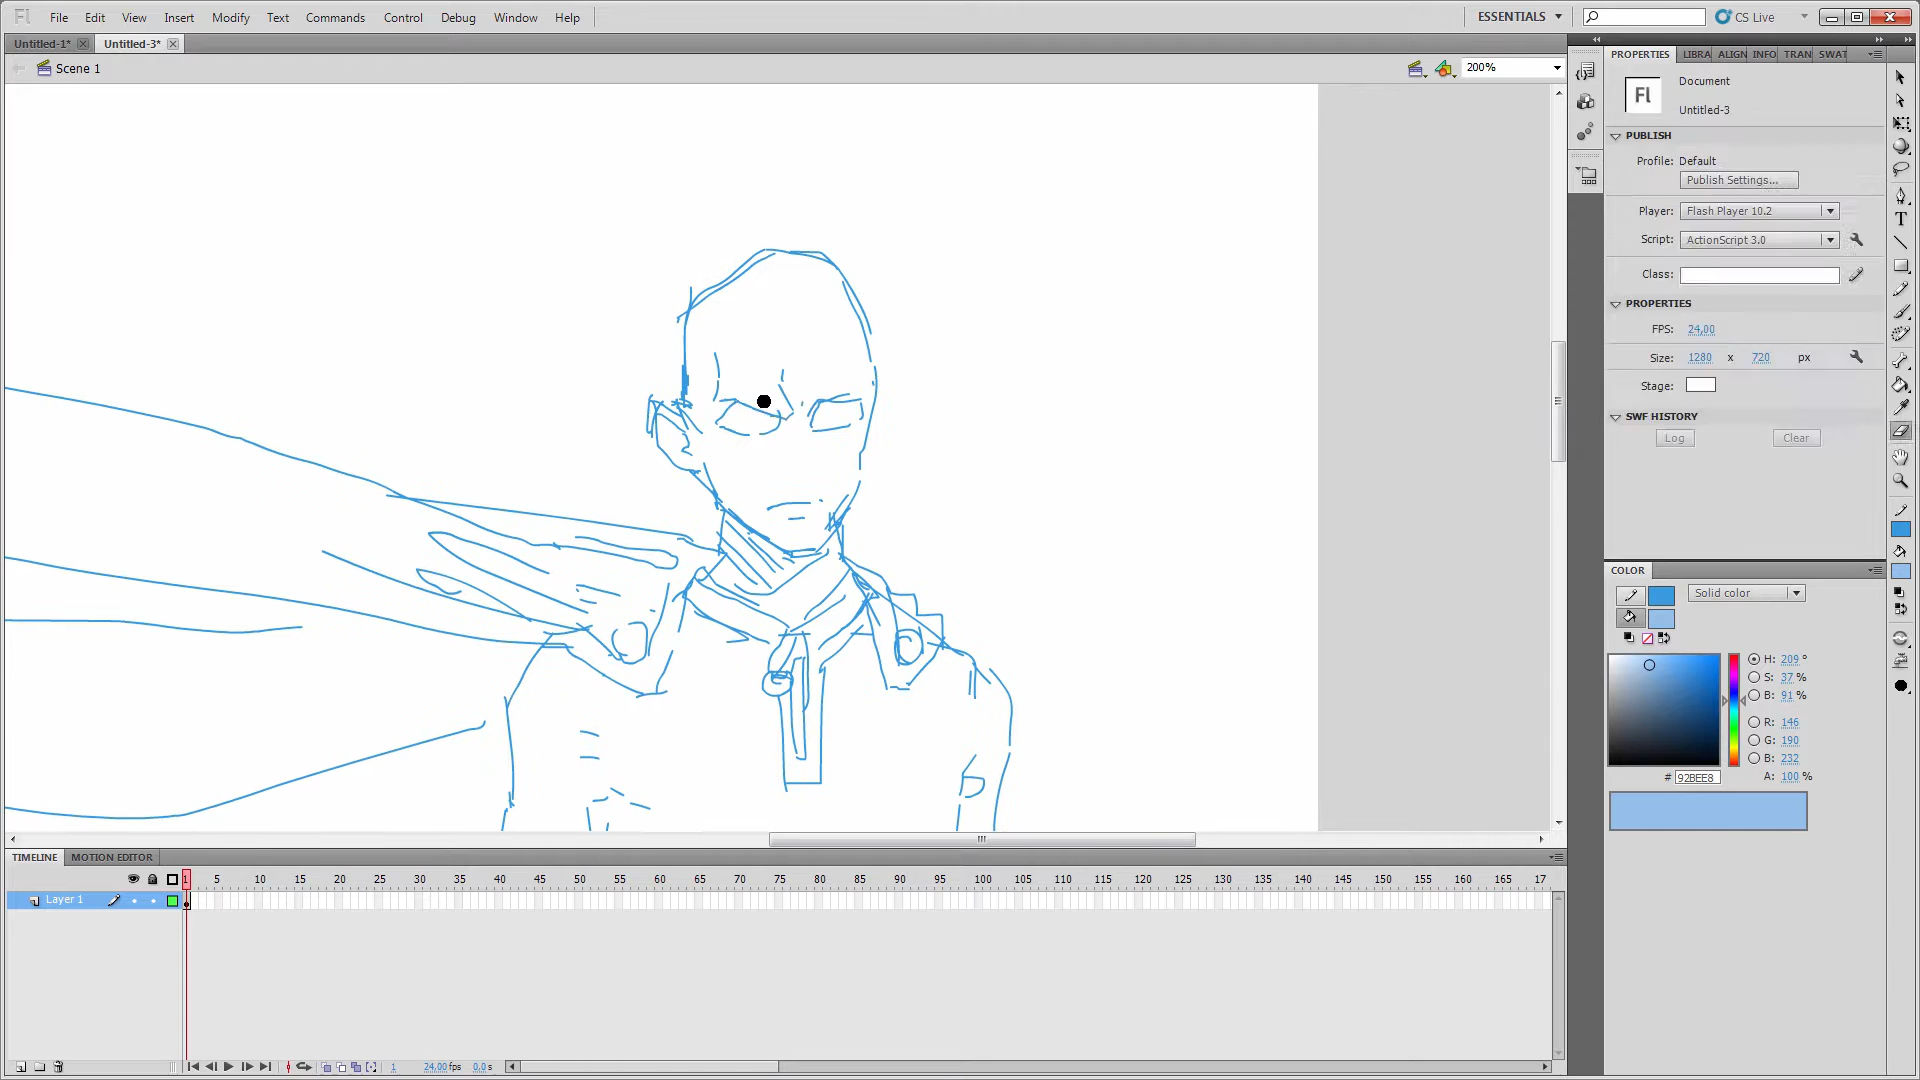 Fl File Edit View Insert Modify Text Commands Control Debug Window Help ESSENTIALS CS Live
Untitled-1* Untitled-3*
Scene 1 200%
PROPERTIES LIBRA ALIGN INFO TRAN SWAT
Fl Document
Untitled-3
PUBLISH
Profile: Default
Publish Settings...
Player: Flash Player 10.2
Script: ActionScript 3.0
Class:
PROPERTIES
FPS: 24,00
Size: 1280 x 720 px
Stage:
SWF HISTORY
Log Clear
COLOR
Solid color
H: 209 °
S: 37 %
B: 91 %
R: 146
G: 190
B: 232
# 92BEE8 A: 100 %
TIMELINE MOTION EDITOR
1 5 10 15 20 25 30 35 40 45 50 55 60 65 70 75 80 85 90 95 100 105 110 115 120 125 130 135 140 145 150 155 160 165 17
Layer 1
1 24,00 fps 0,0 s